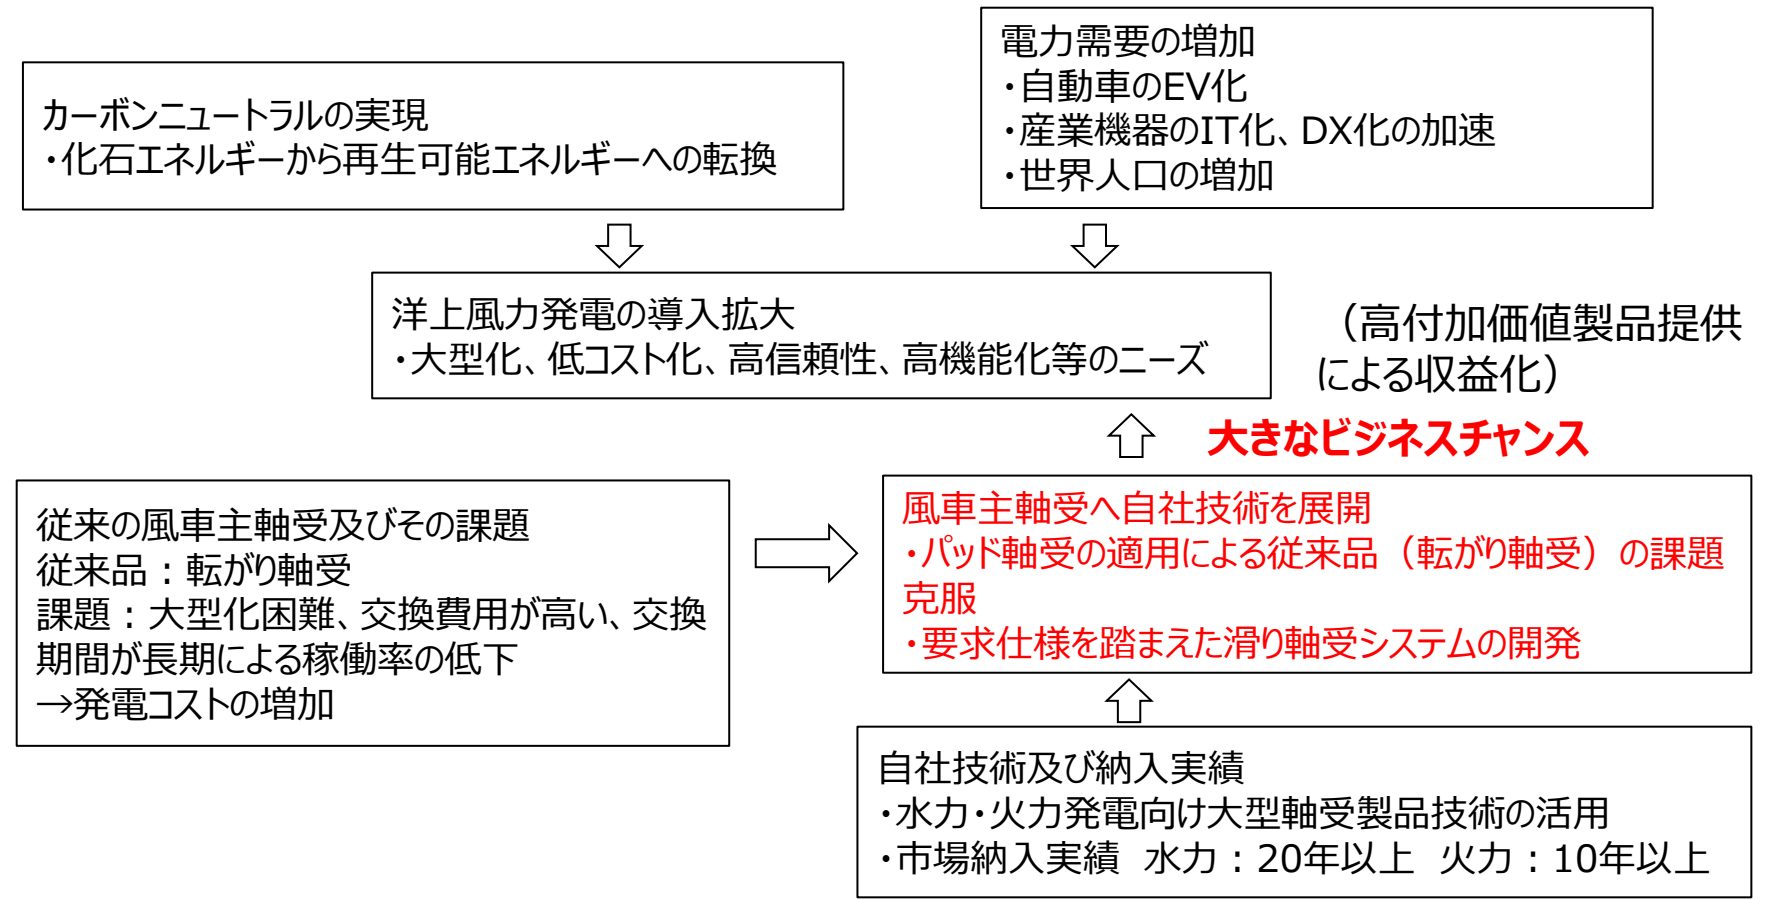 カーボンニュートラルの実現
・化石エネルギーから再生可能エネルギーへの転換
電力需要の増加
・自動車のEV化
・産業機器のIT化、DX化の加速
・世界人口の増加
洋上風力発電の導入拡大
・大型化、低コスト化、高信頼性、高機能化等のニーズ
（高付加価値製品提供
による収益化）
大きなビジネスチャンス
従来の風車主軸受及びその課題
従来品：転がり軸受
課題：大型化困難、交換費用が高い、交換
期間が長期による稼働率の低下
→発電コストの増加
風車主軸受へ自社技術を展開
・パッド軸受の適用による従来品（転がり軸受）の課題
克服
・要求仕様を踏まえた滑り軸受システムの開発
自社技術及び納入実績
・水力・火力発電向け大型軸受製品技術の活用
・市場納入実績 水力：20年以上 火力：10年以上